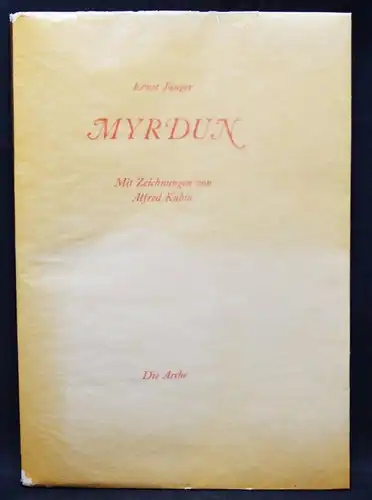 Ernst Jünger
MYRDUN
Mit Zeichnungen von
Alfred Kubin
Die Arche